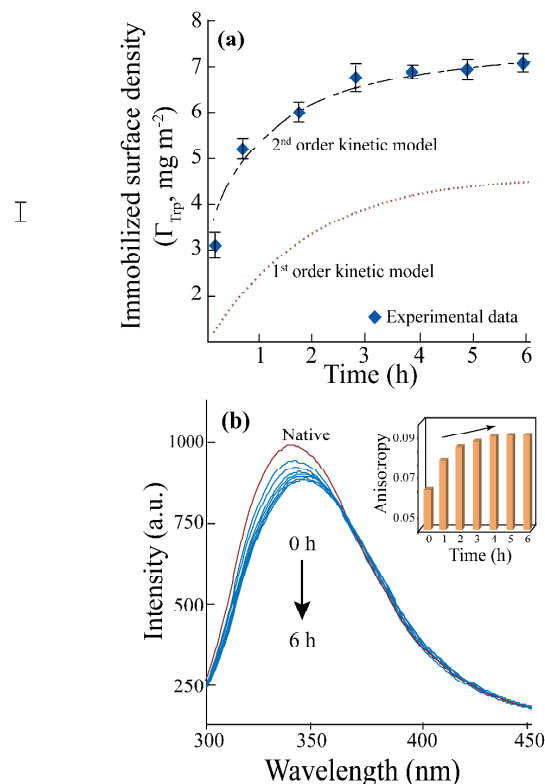 (a)
Immobilized surface density
(Γ_Trp, mg m⁻²)
8
7
6
5
4
3
2
2nd order kinetic model
1st order kinetic model
Experimental data
1 2 3 4 5 6
Time (h)
(b)
Intensity (a.u.)
1000
750
500
250
Native
0 h
6 h
300 350 400 450
Wavelength (nm)
Anisotropy
0.09
0.07
0.05
0 1 2 3 4 5 6
Time (h)